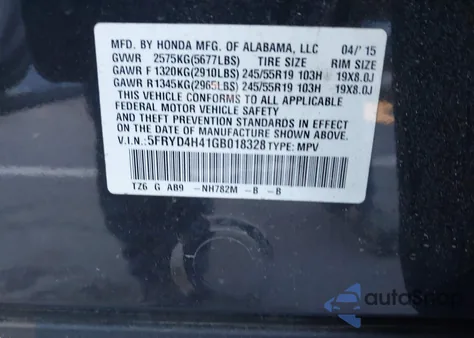 MFD. BY HONDA MFG. OF ALABAMA, LLC 04/'15
GVWR 2575KG(5677LBS) TIRE SIZE RIM SIZE
GAWR F 1320KG(2910LBS) 245/55R19 103H 19X8.0J
GAWR R 1345KG(2965LBS) 245/55R19 103H 19X8.0J
THIS VEHICLE CONFORMS TO ALL APPLICABLE
FEDERAL MOTOR VEHICLE SAFETY, BUMPER,
AND THEFT PREVENTION STANDARDS IN EFFECT
ON THE DATE OF MANUFACTURE SHOWN ABOVE.
V.I.N.: 5FRYD4H41GB018328 TYPE: MPV
TZ6 G AB9 -NH782M -B -B
autoSnap